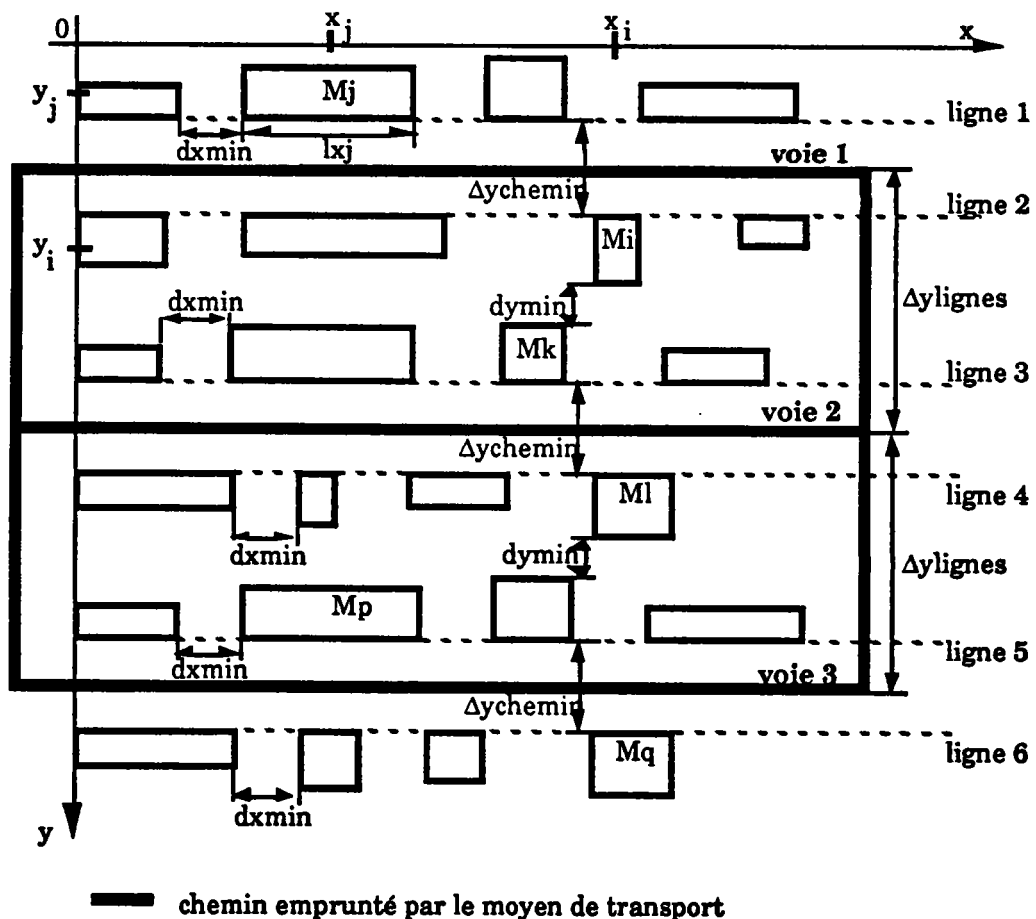 0
x j
x i
x
y j
Mj
ligne 1
dxmin
lxj
voie 1
Δychemin
ligne 2
y i
Mi
dxmin
dymin
Δylignes
Mk
ligne 3
voie 2
Δychemin
Ml
ligne 4
dxmin
dymin
Δylignes
Mp
ligne 5
dxmin
voie 3
Δychemin
Mq
ligne 6
dxmin
y
chemin emprunté par le moyen de transport